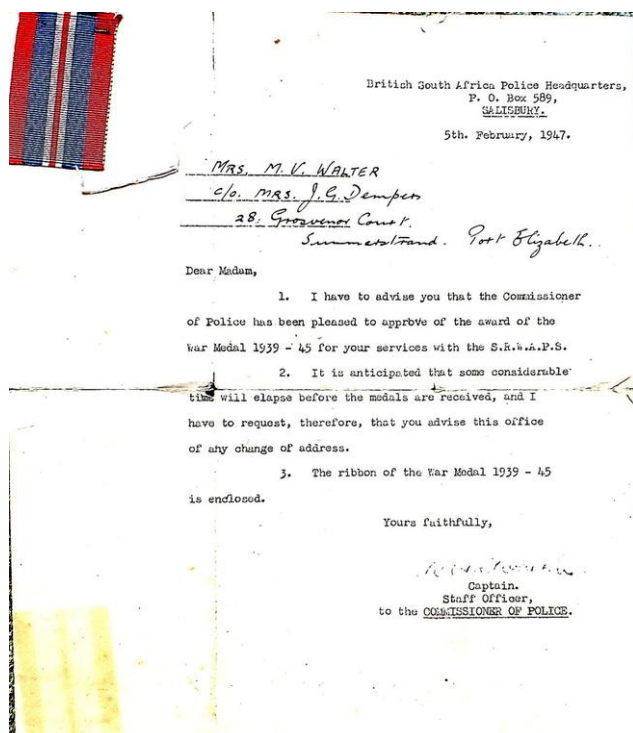 British South Africa Police Headquarters,
P. O. Box 589,
SALISBURY.
5th. February, 1947.
MRS. M. V. WALTER
c/o. MRS. J. G. Dempers
28. Grosvenor Court.
Summerstrand. Port Elizabeth.
Dear Madam,
1. I have to advise you that the Commissioner
of Police has been pleased to apprbve of the award of the
War Medal 1939 - 45 for your services with the S.R.W.A.P.S.
2. It is anticipated that some considerable
time will elapse before the medals are received, and I
have to request, therefore, that you advise this office
of any change of address.
3. The ribbon of the War Medal 1939 - 45
is enclosed.
Yours faithfully,
Captain.
Staff Officer,
to the COMMISSIONER OF POLICE.